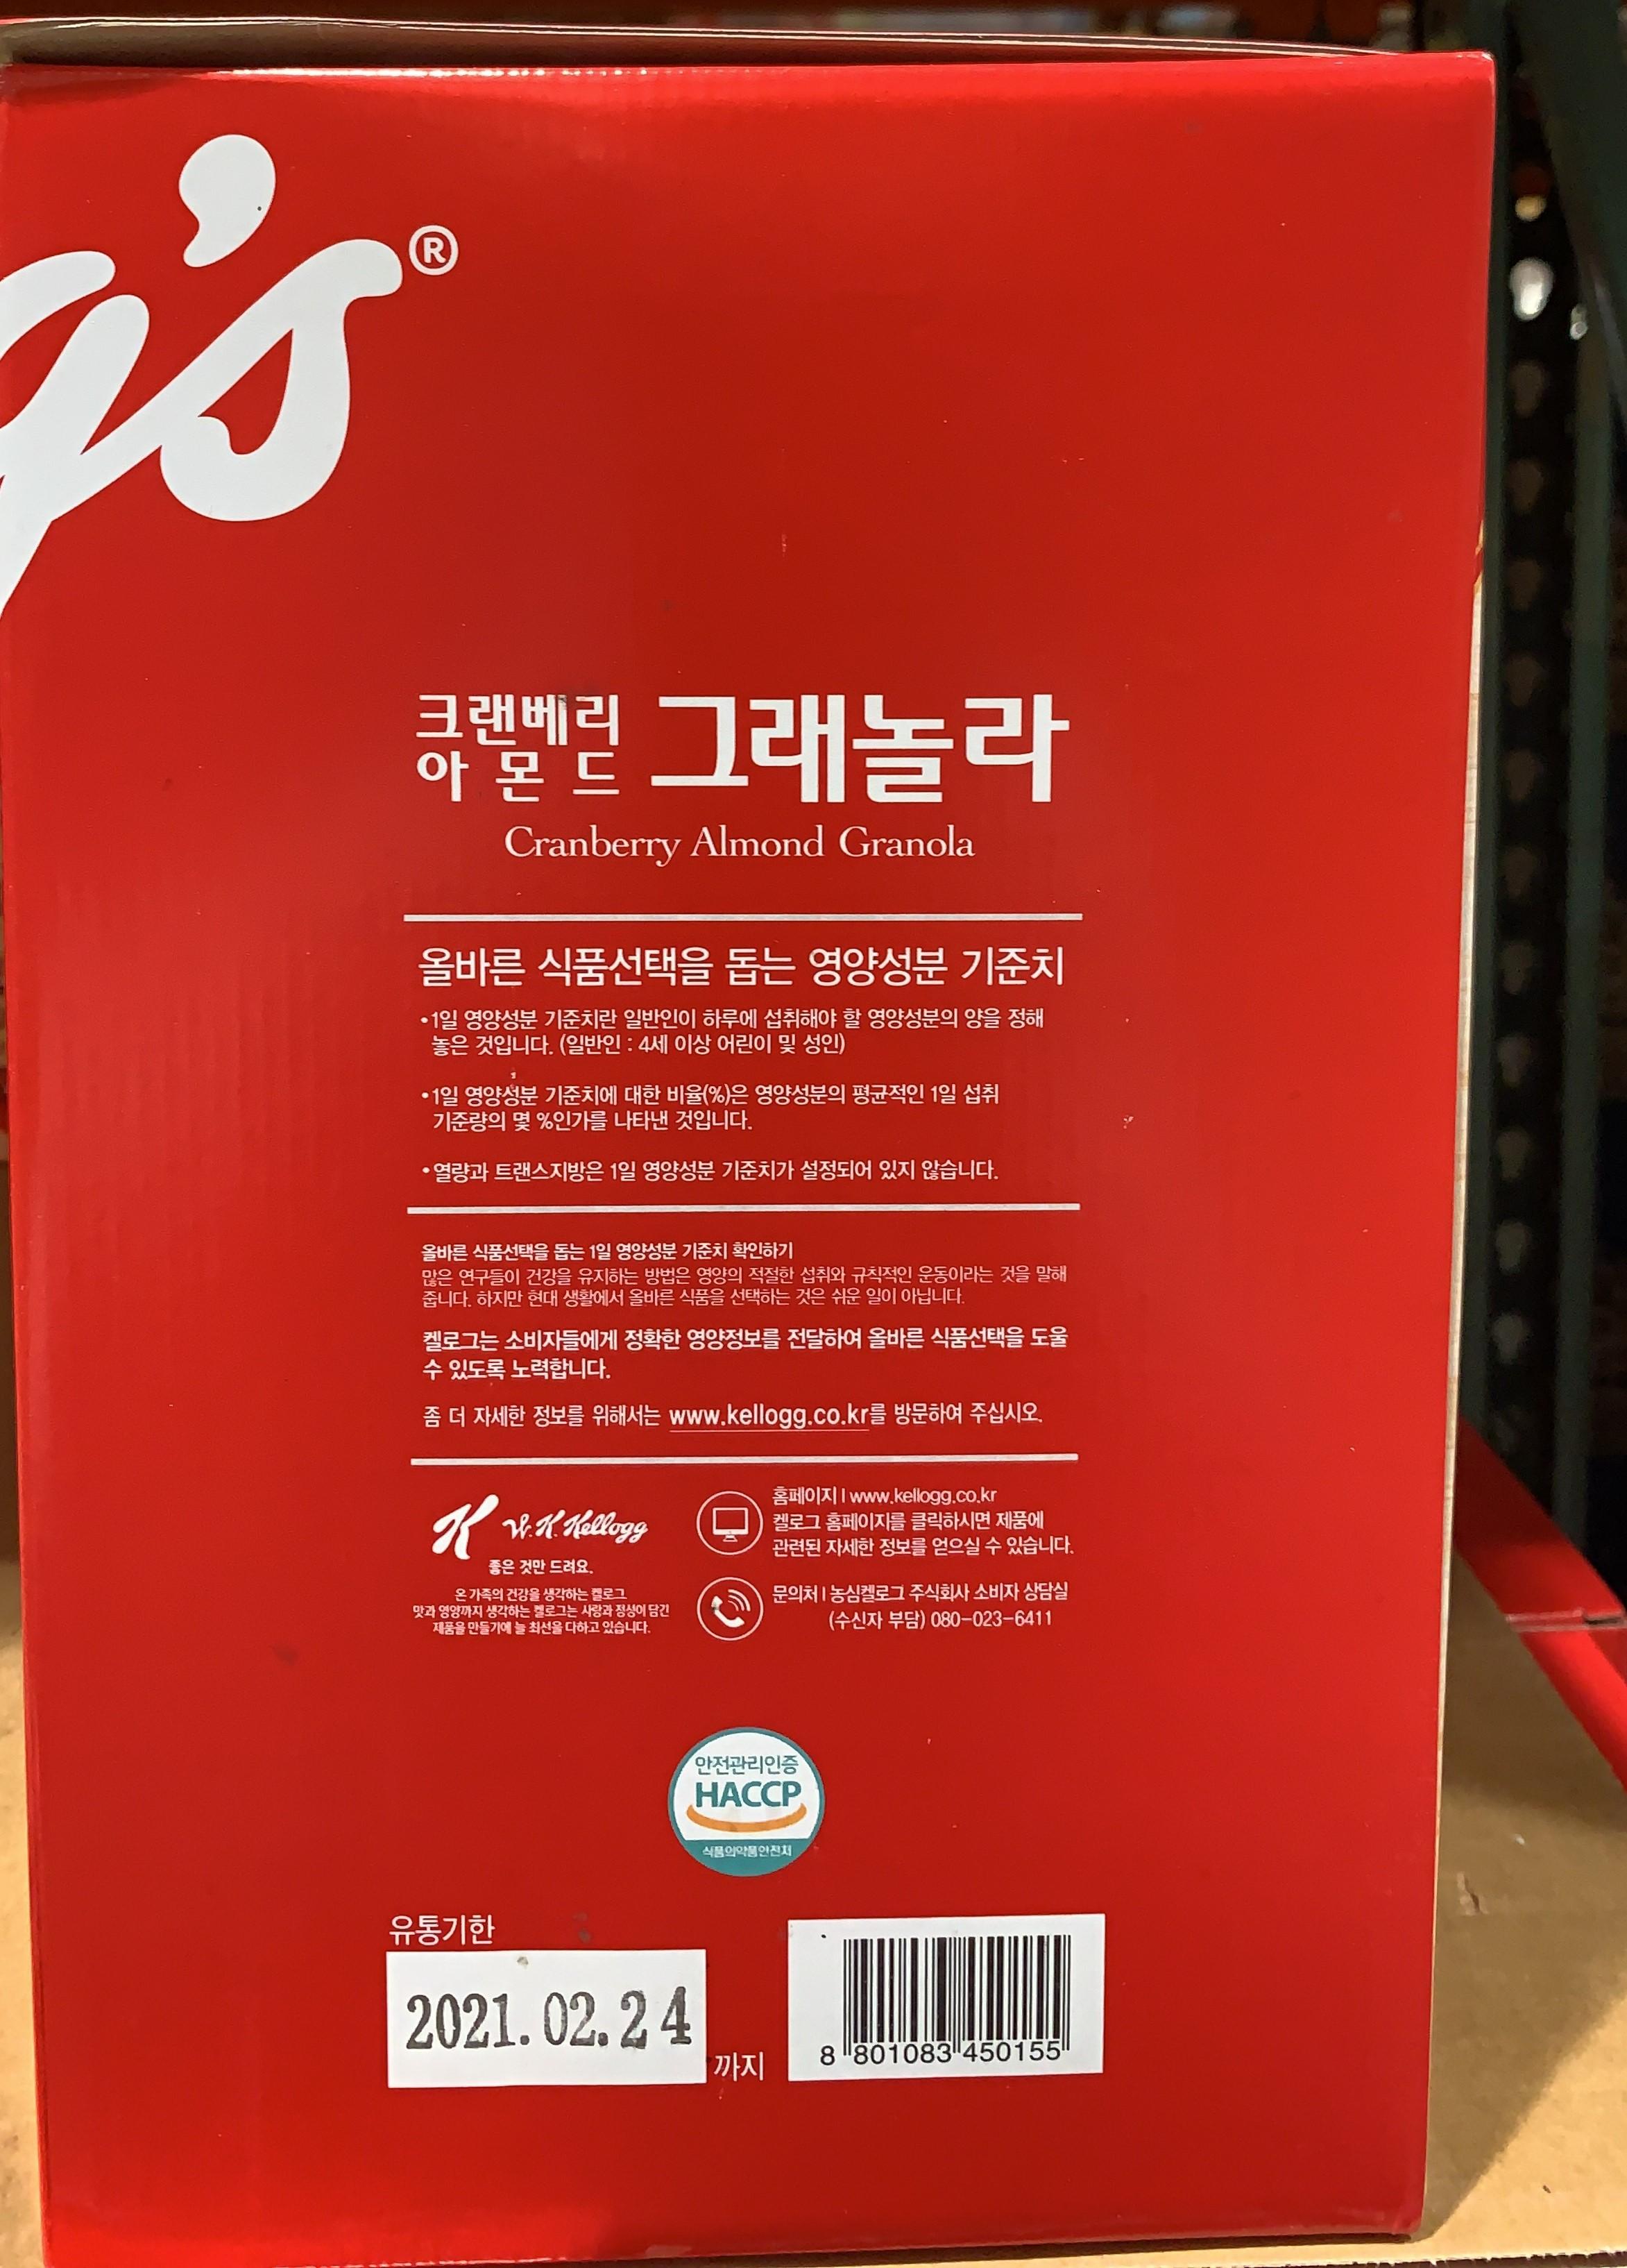 g's®
크랜베리
아몬드 그래놀라
Cranberry Almond Granola
올바른 식품선택을 돕는 영양성분 기준치
•1일 영양성분 기준치란 일반인이 하루에 섭취해야 할 영양성분의 양을 정해
놓은 것입니다. (일반인 : 4세 이상 어린이 및 성인)
•1일 영양성분 기준치에 대한 비율(%)은 영양성분의 평균적인 1일 섭취
기준량의 몇 %인가를 나타낸 것입니다.
•열량과 트랜스지방은 1일 영양성분 기준치가 설정되어 있지 않습니다.
올바른 식품선택을 돕는 1일 영양성분 기준치 확인하기
많은 연구들이 건강을 유지하는 방법은 영양의 적절한 섭취와 규칙적인 운동이라는 것을 말해
줍니다. 하지만 현대 생활에서 올바른 식품을 선택하는 것은 쉬운 일이 아닙니다.
켈로그는 소비자들에게 정확한 영양정보를 전달하여 올바른 식품선택을 도울
수 있도록 노력합니다.
좀 더 자세한 정보를 위해서는 www.kellogg.co.kr를 방문하여 주십시오.
K W.K.Kellogg
좋은 것만 드려요.
온 가족의 건강을 생각하는 켈로그
맛과 영양까지 생각하는 켈로그는 사랑과 정성이 담긴
제품을 만들기에 늘 최선을 다하고 있습니다.
홈페이지 | www.kellogg.co.kr
켈로그 홈페이지를 클릭하시면 제품에
관련된 자세한 정보를 얻으실 수 있습니다.
문의처 | 농심켈로그 주식회사 소비자 상담실
(수신자 부담) 080-023-6411
안전관리인증
HACCP
식품의약품안전처
유통기한
2021.02.24
까지
8 801083 450155